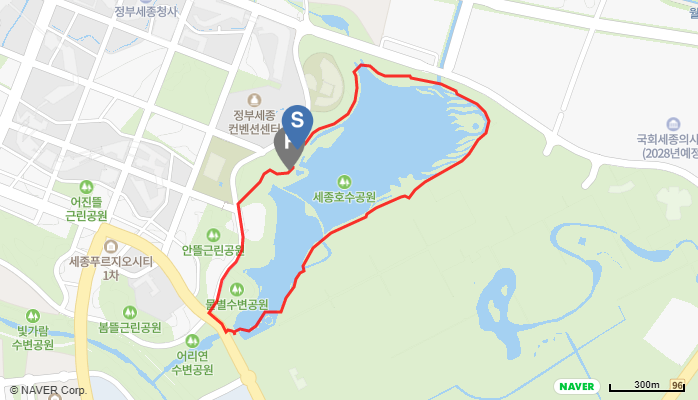 정부세종청사
월
정부세종
컨벤션센터
S
국회세종의사
(2028년예정
세종호수공원
어진뜰
근린공원
안뜰근린공원
세종푸르지오시티
1차
물별수변공원
봄뜰근린공원
빛가람
수변공원
어리연
수변공원
© NAVER Corp.
NAVER
300m
96